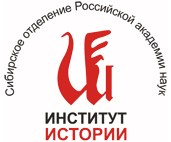 Сибирское отделение Российской академии наук
ИНСТИТУТ
ИСТОРИИ